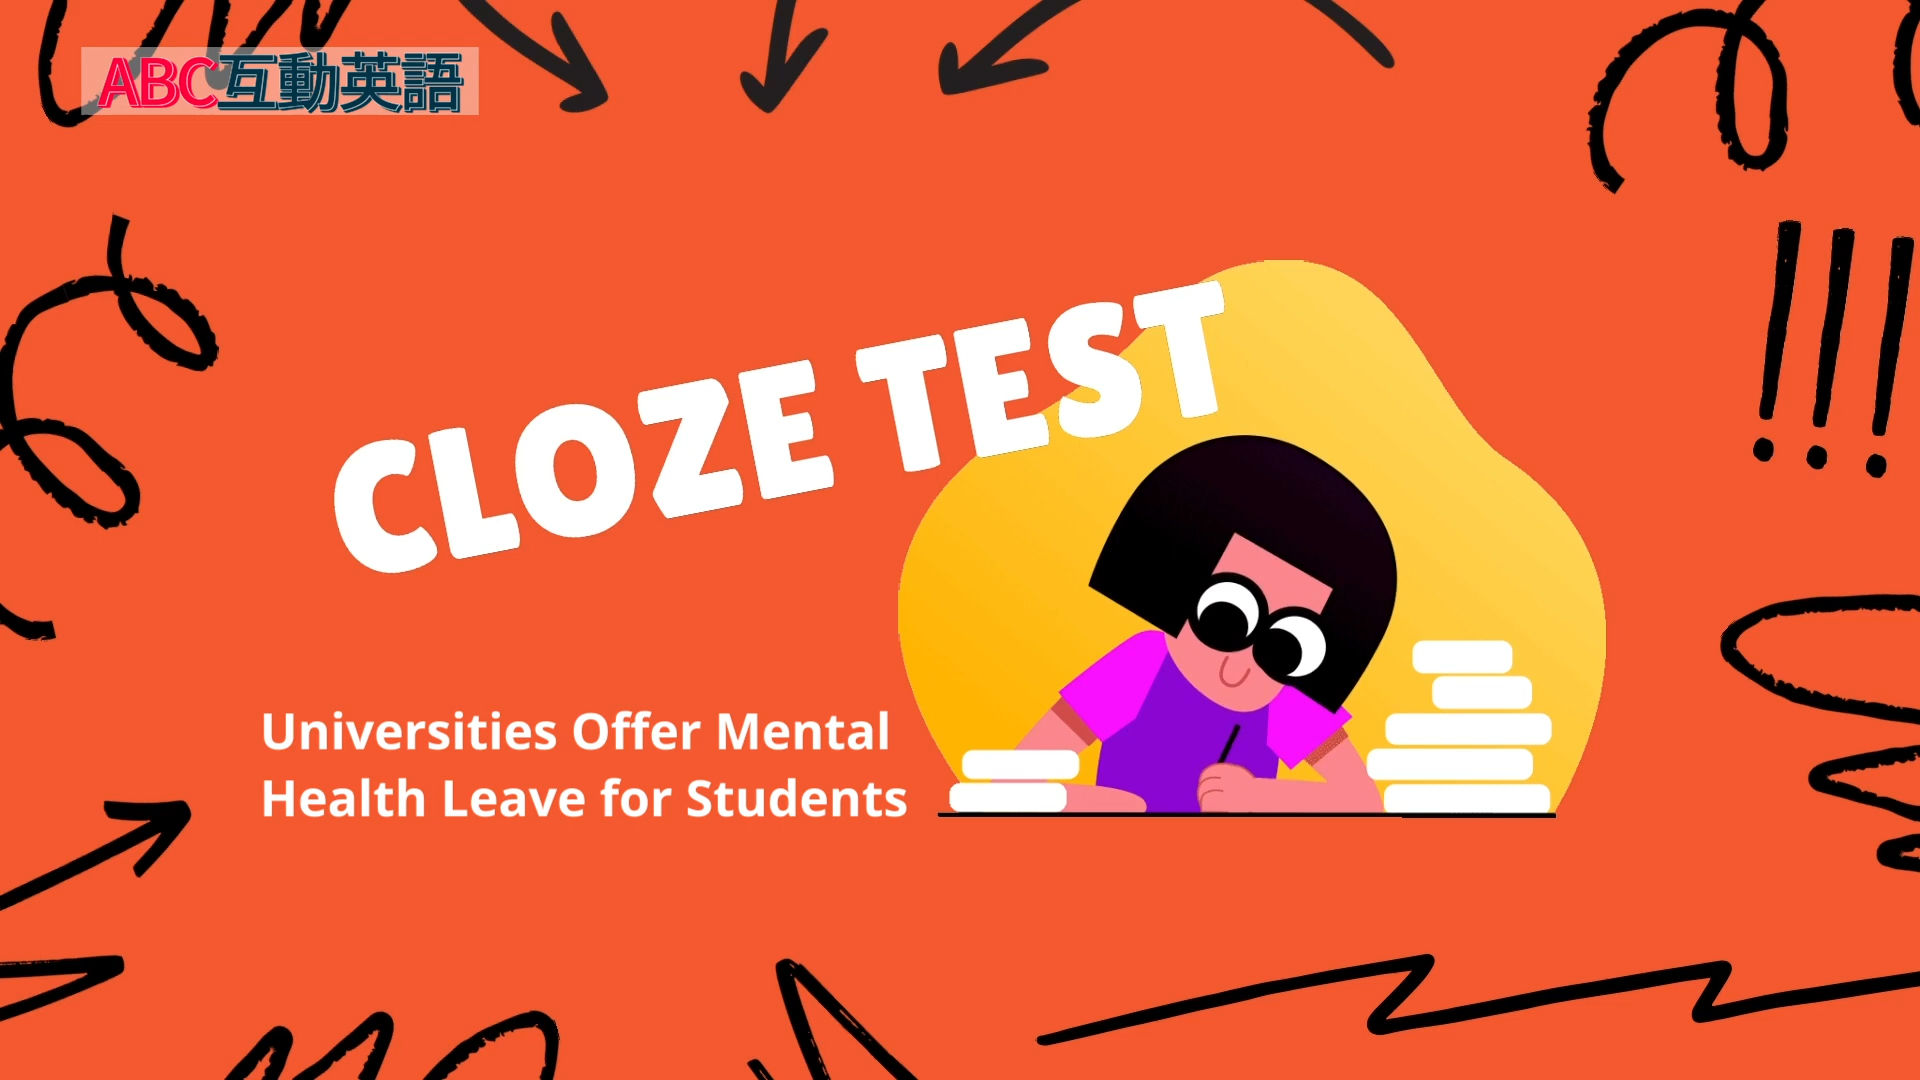 ABC互動英語
CLOZE TEST
Universities Offer Mental
Health Leave for Students